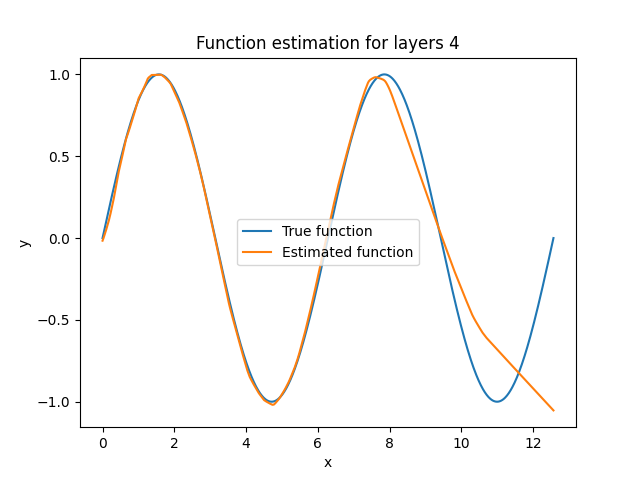 Function estimation for layers 4
1.0
0.5
0.0
−0.5
−1.0
y
True function
Estimated function
0 2 4 6 8 10 12
x